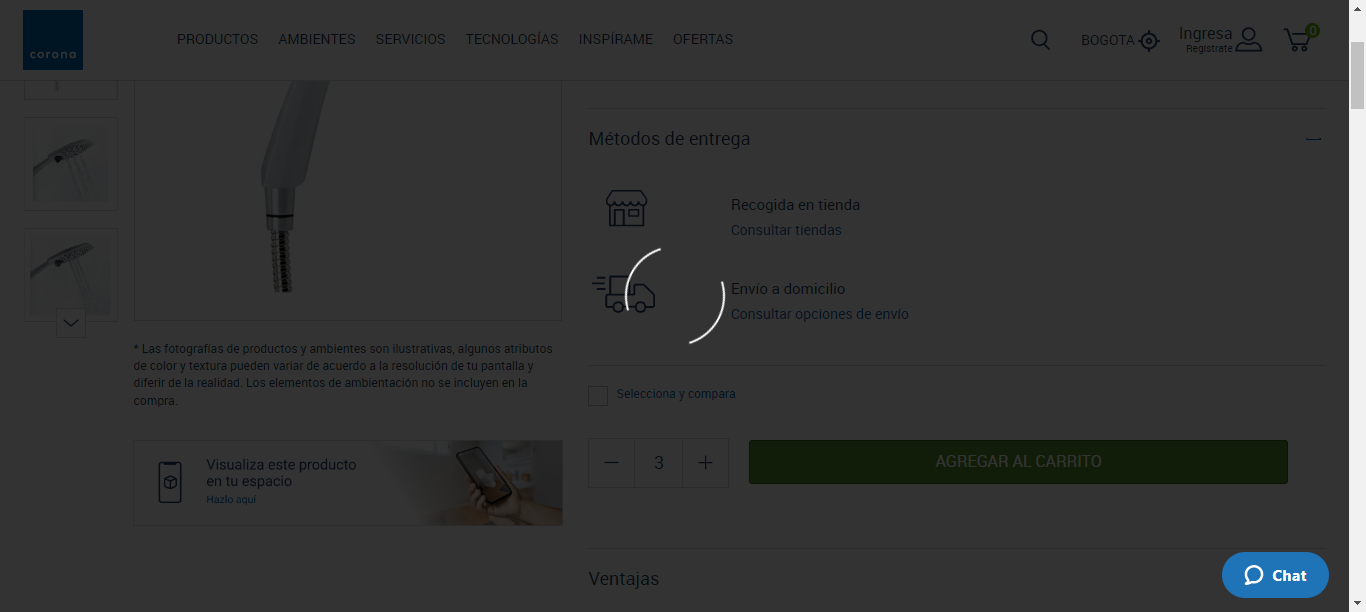 corona
PRODUCTOS AMBIENTES SERVICIOS TECNOLOGÍAS INSPÍRAME OFERTAS
BOGOTA
Ingresa
Regístrate
0
Métodos de entrega
Recogida en tienda
Consultar tiendas
Envío a domicilio
Consultar opciones de envío
* Las fotografías de productos y ambientes son ilustrativas, algunos atributos
de color y textura pueden variar de acuerdo a la resolución de tu pantalla y
diferir de la realidad. Los elementos de ambientación no se incluyen en la
compra.
Selecciona y compara
Visualiza este producto
en tu espacio
Hazlo aquí
3
AGREGAR AL CARRITO
Ventajas
Chat